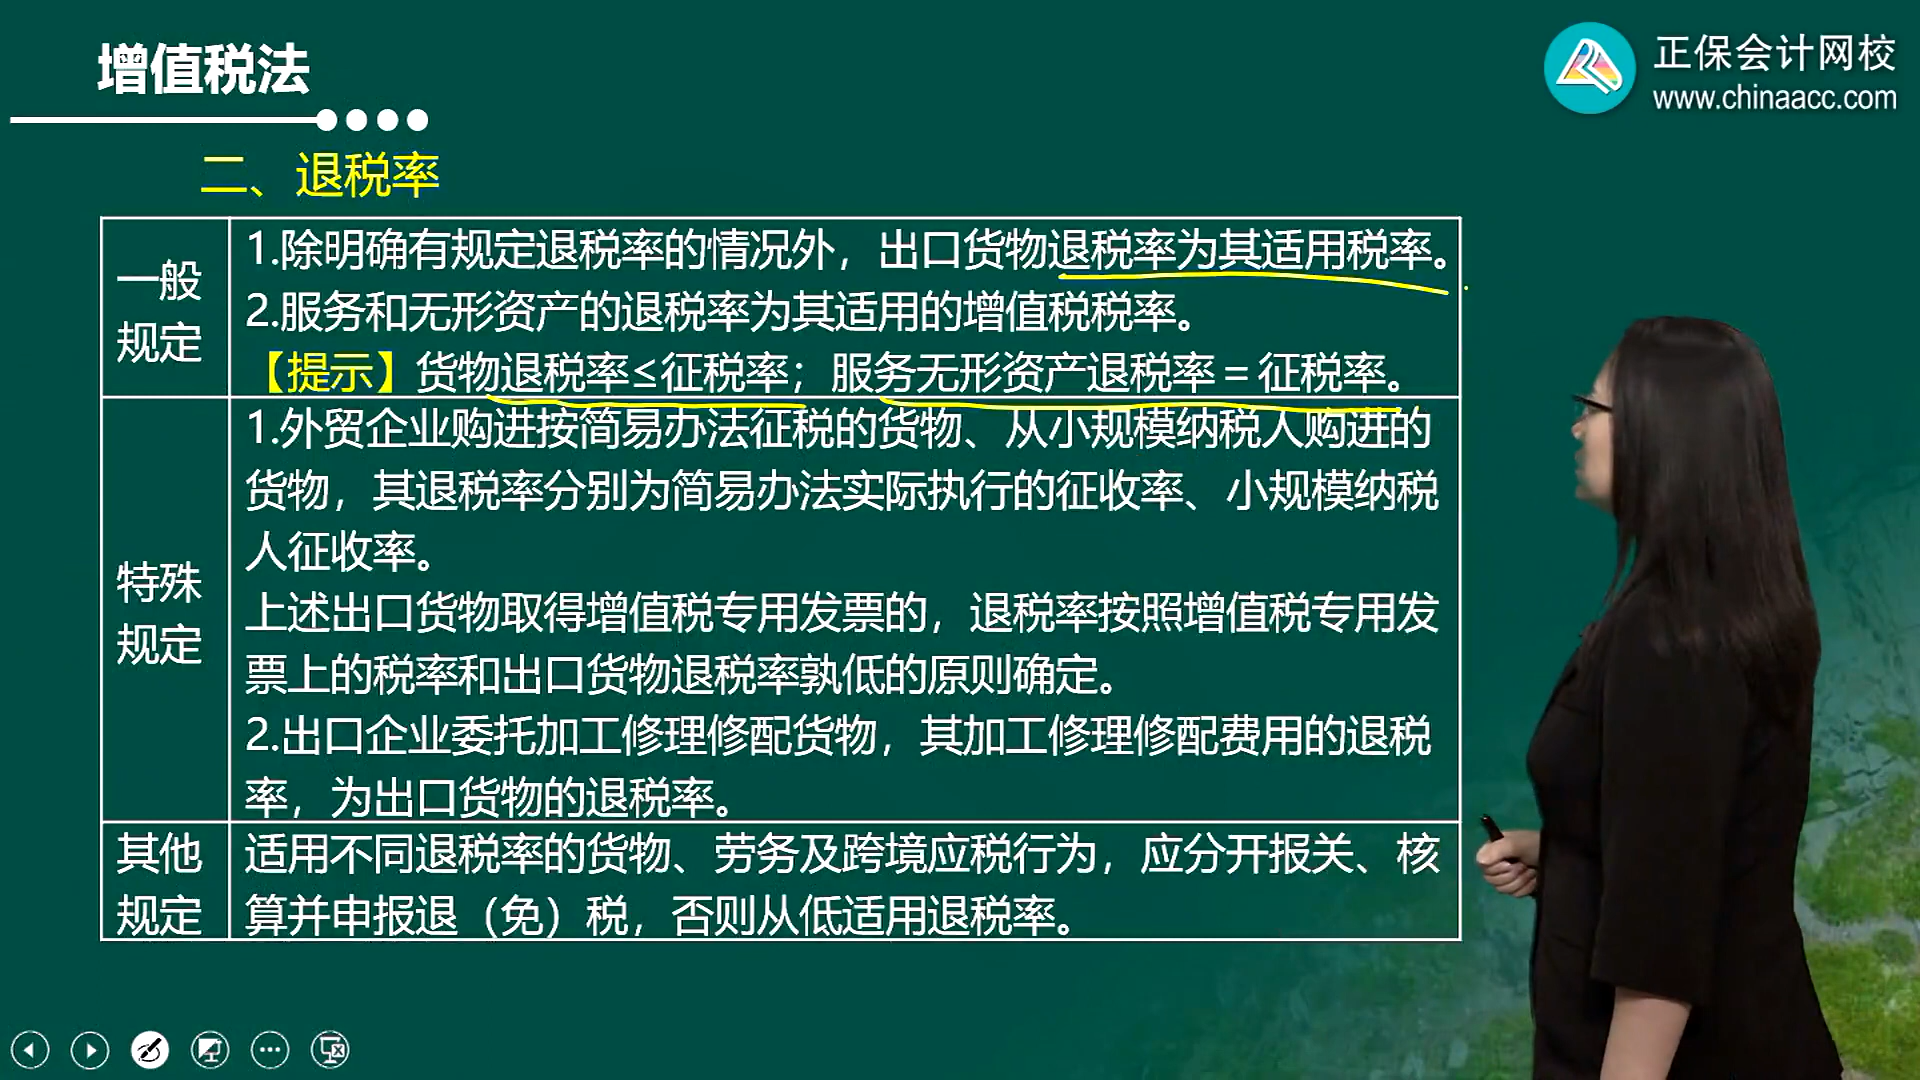 增值税法
正保会计网校
www.chinaacc.com
二、退税率
一般
规定
1.除明确有规定退税率的情况外，出口货物退税率为其适用税率。
2.服务和无形资产的退税率为其适用的增值税税率。
【提示】货物退税率≤征税率；服务无形资产退税率＝征税率。
特殊
规定
1.外贸企业购进按简易办法征税的货物、从小规模纳税人购进的
货物，其退税率分别为简易办法实际执行的征收率、小规模纳税
人征收率。
上述出口货物取得增值税专用发票的，退税率按照增值税专用发
票上的税率和出口货物退税率孰低的原则确定。
2.出口企业委托加工修理修配货物，其加工修理修配费用的退税
率，为出口货物的退税率。
其他
规定
适用不同退税率的货物、劳务及跨境应税行为，应分开报关、核
算并申报退（免）税，否则从低适用退税率。